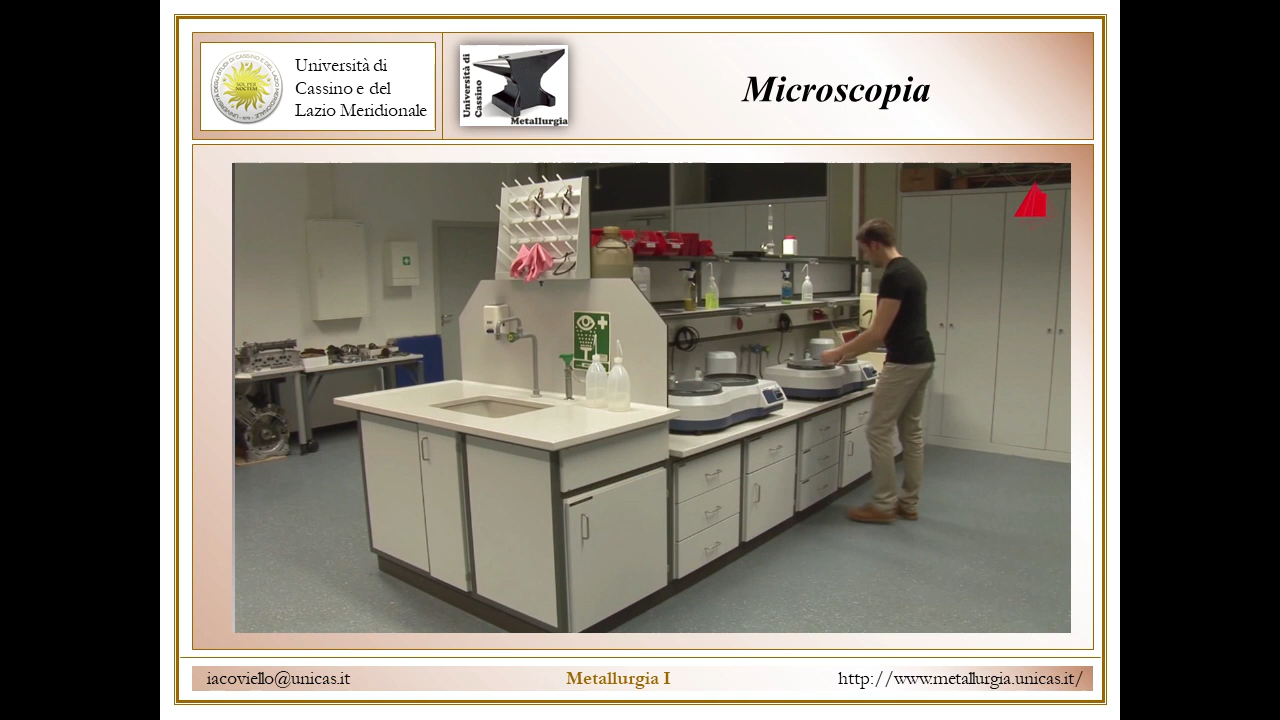 Università di
Cassino e del
Lazio Meridionale
Università di
Cassino
Metallurgia
Microscopia
iacoviello@unicas.it
Metallurgia I
http://www.metallurgia.unicas.it/